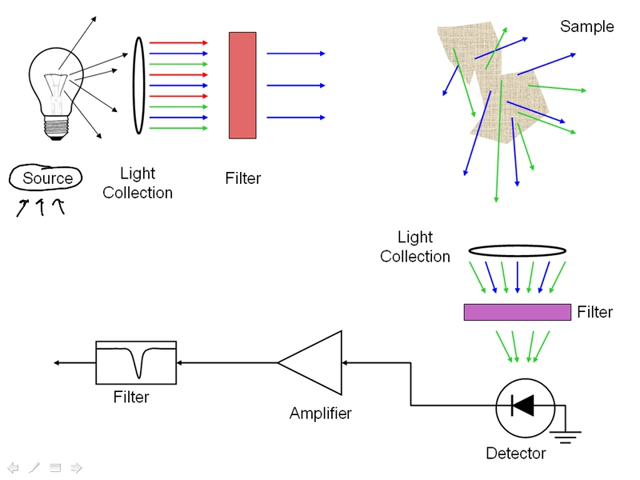 Sample
Source
Light
Collection
Filter
Light
Collection
Filter
Filter
Amplifier
Detector